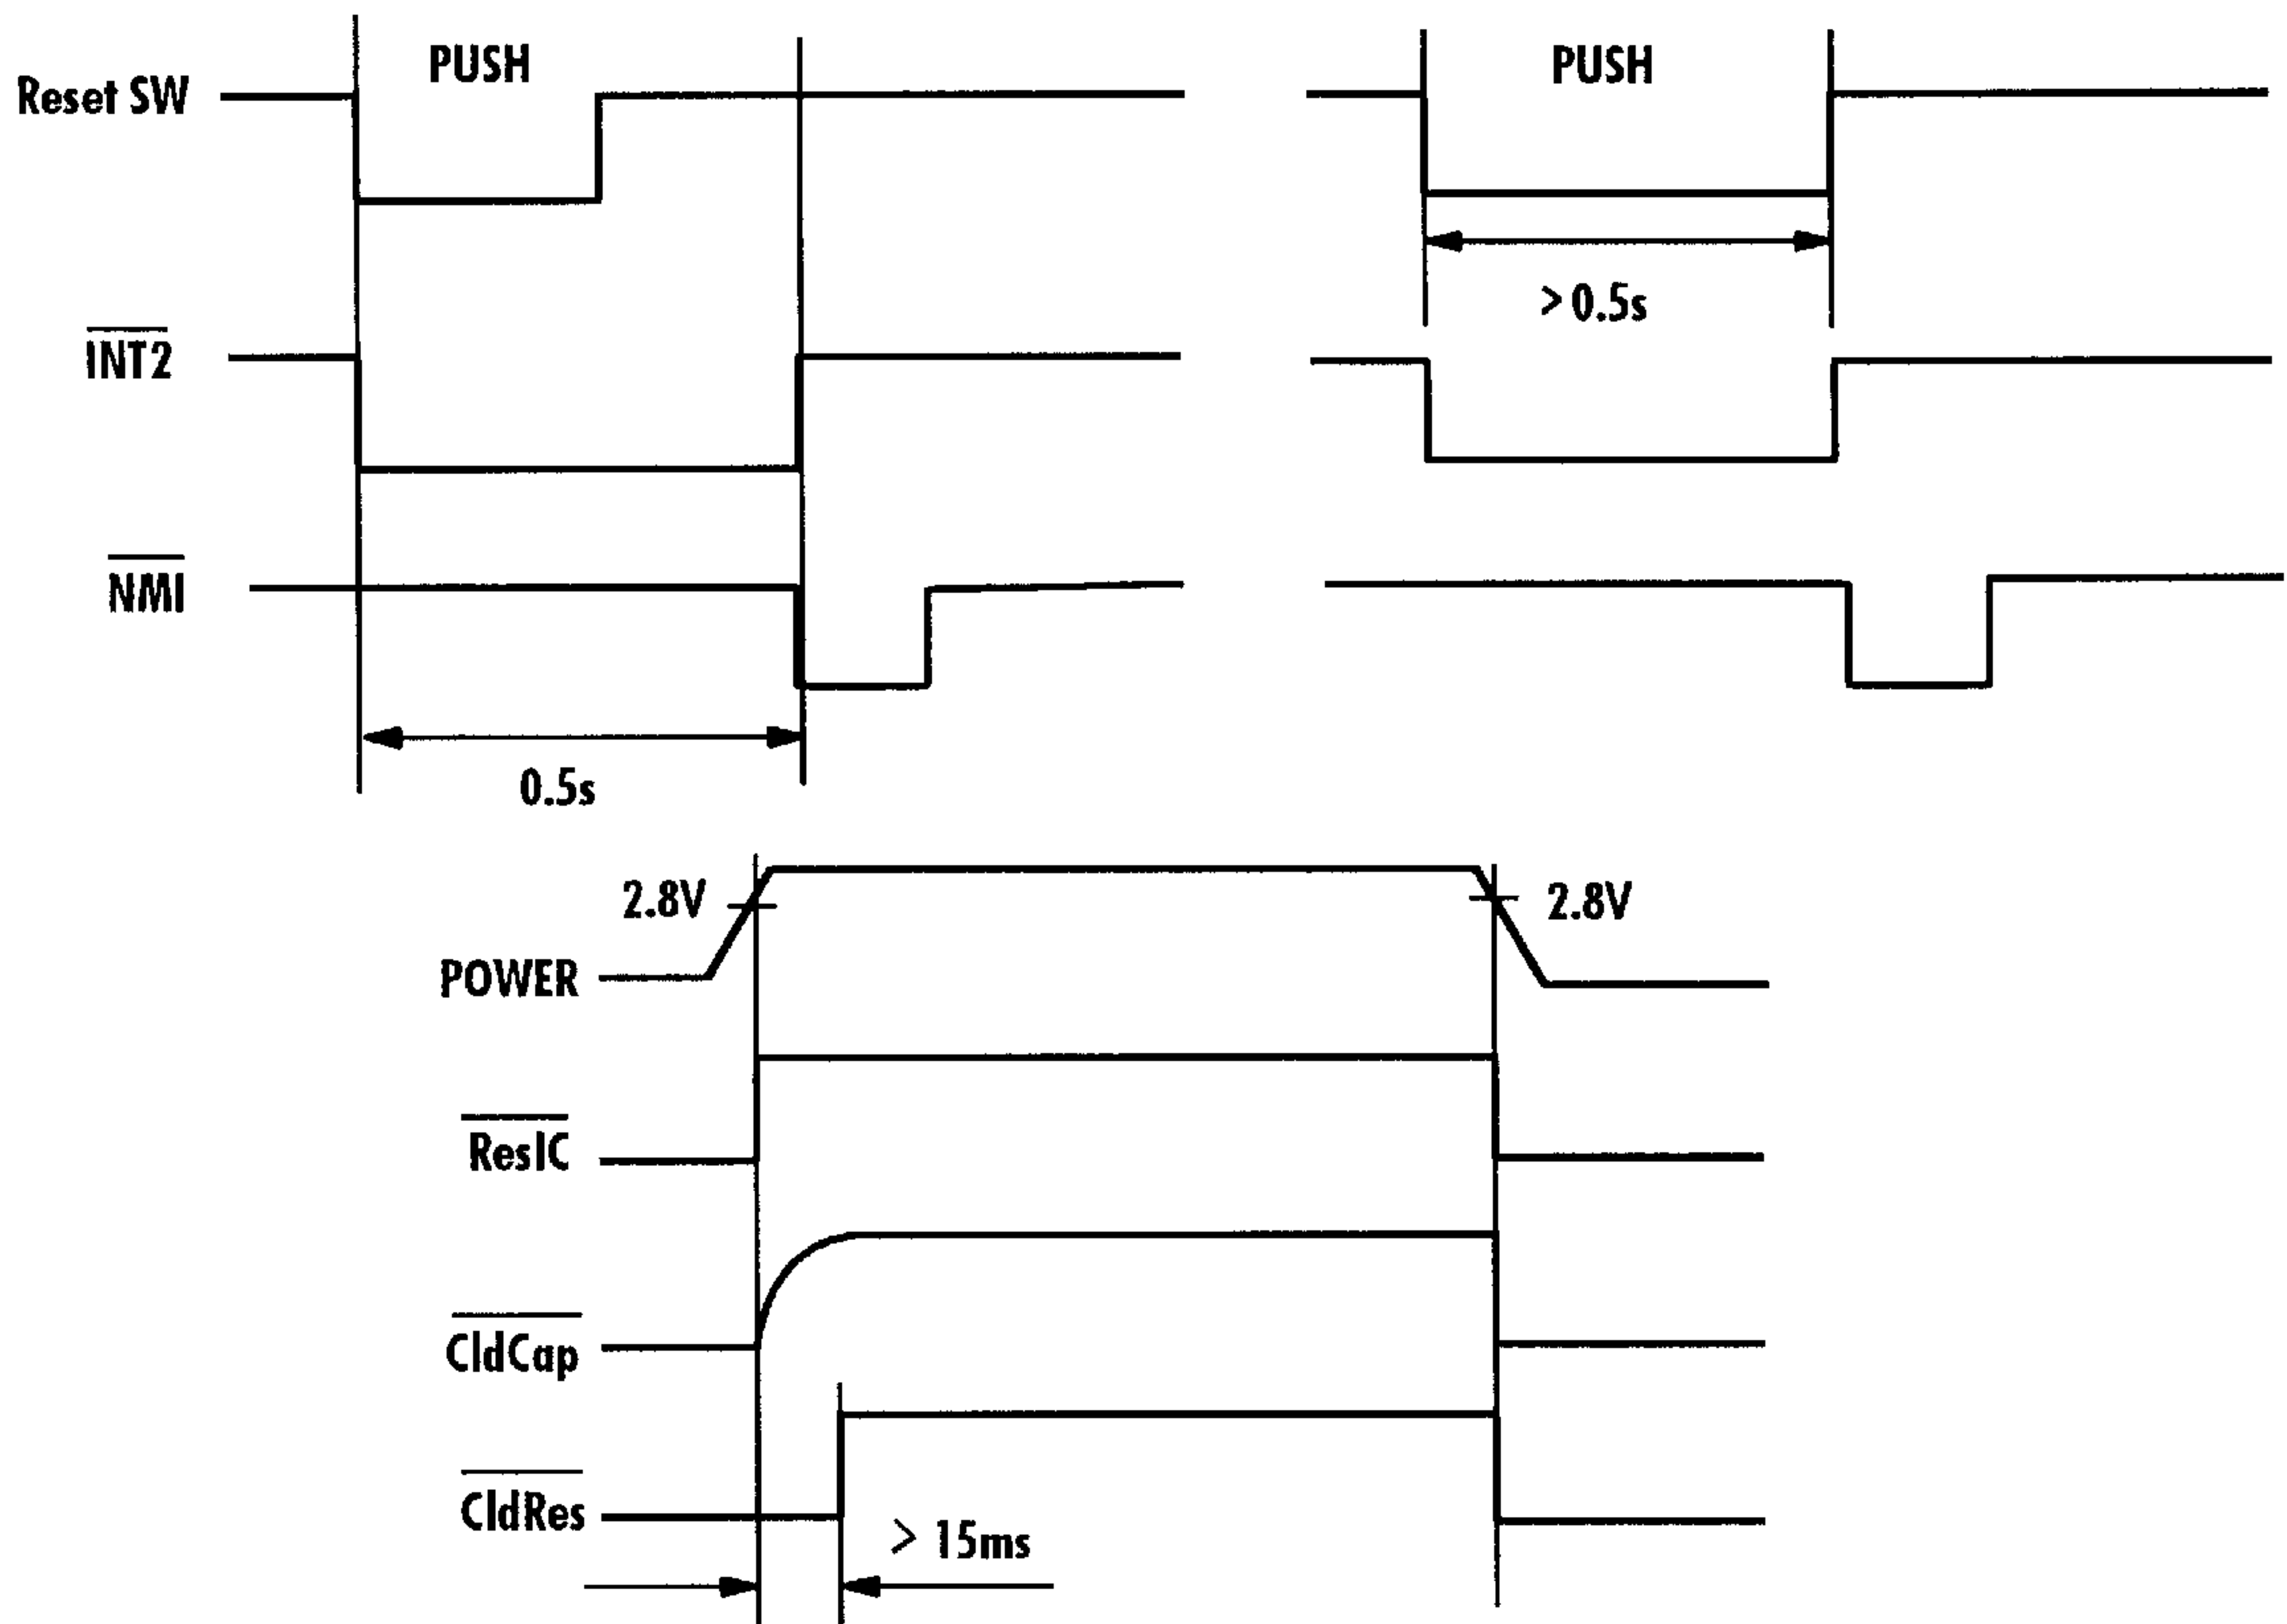 PUSH
PUSH
Reset SW
> 0.5s
INT2
NMI
0.5s
2.8V
2.8V
POWER
ResIC
CldCap
CldRes
> 15ms